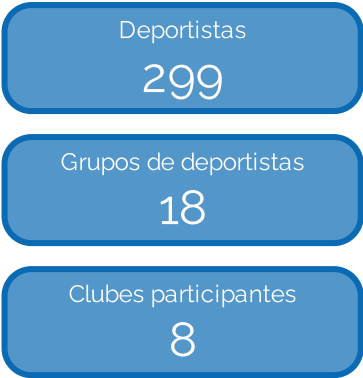 Deportistas
299
Grupos de deportistas
18
Clubes participantes
8